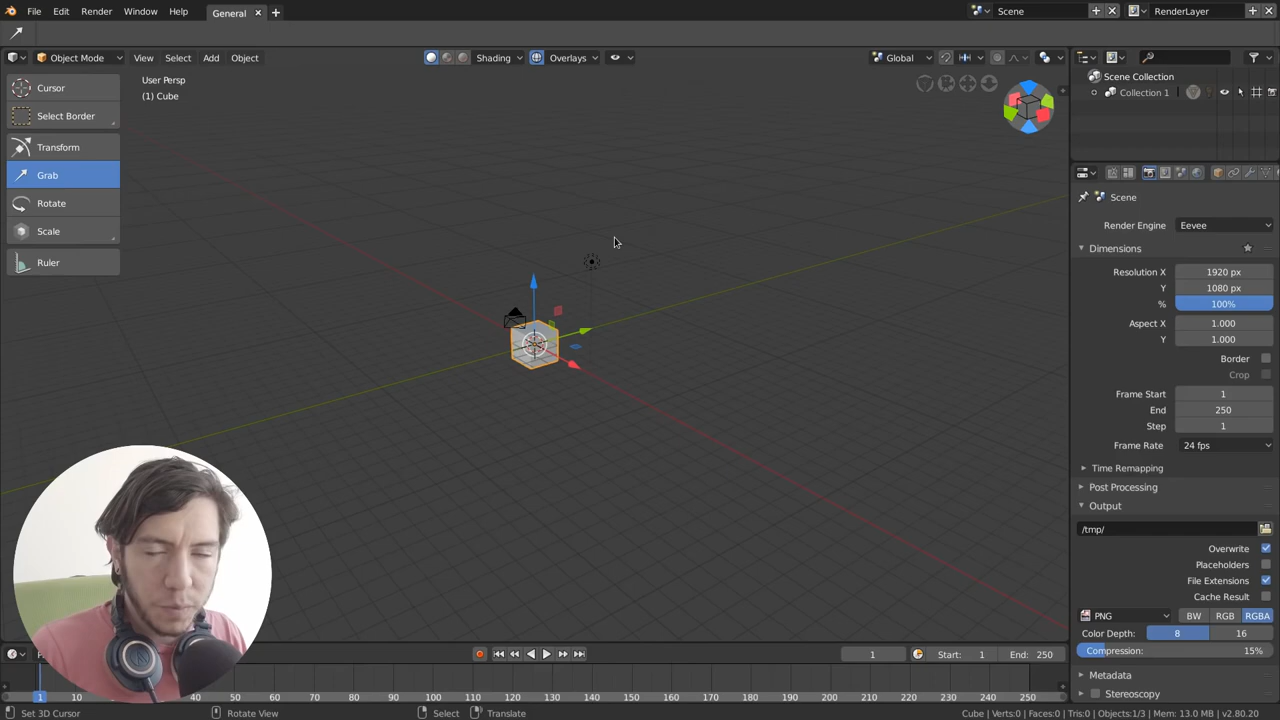 File Edit Render Window Help General Scene RenderLayer
Object Mode View Select Add Object Shading Overlays Global
User Persp
(1) Cube
Cursor
Select Border
Transform
Grab
Rotate
Scale
Ruler
Scene Collection
Collection 1
Scene
Render Engine Eevee
Dimensions
Resolution X 1920 px
Y 1080 px
% 100%
Aspect X 1.000
Y 1.000
Border
Crop
Frame Start 1
End 250
Step 1
Frame Rate 24 fps
Time Remapping
Post Processing
Output
/tmp/
Overwrite
Placeholders
File Extensions
Cache Result
PNG BW RGB RGBA
Color Depth: 8 16
Compression: 15%
Metadata
Stereoscopy
1 Start: 1 End: 250
1 10 40 50 60 70 80 90 100 110 120 130 140 150 160 170 180 190 200 210 220 230 240 250
Set 3D Cursor Rotate View Select Translate Cube | Verts:0 | Faces:0 | Tris:0 | Objects:1/3 | Mem: 13.0 MB | v2.80.20